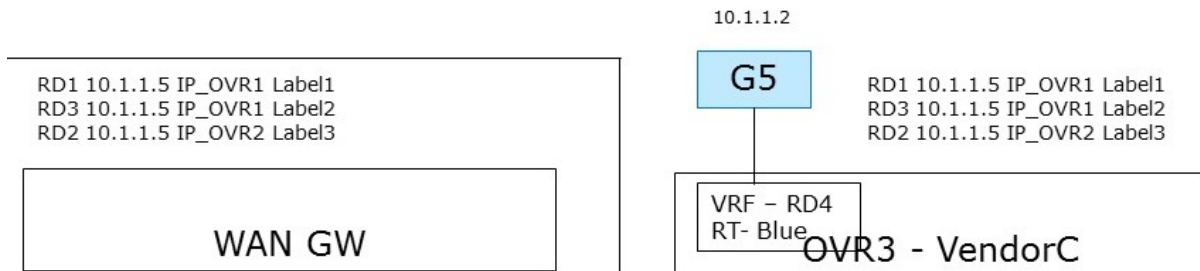 10.1.1.2
G5
RD1 10.1.1.5 IP_OVR1 Label1
RD3 10.1.1.5 IP_OVR1 Label2
RD2 10.1.1.5 IP_OVR2 Label3
RD1 10.1.1.5 IP_OVR1 Label1
RD3 10.1.1.5 IP_OVR1 Label2
RD2 10.1.1.5 IP_OVR2 Label3
WAN GW
VRF – RD4
RT- Blue
OVR3 - VendorC